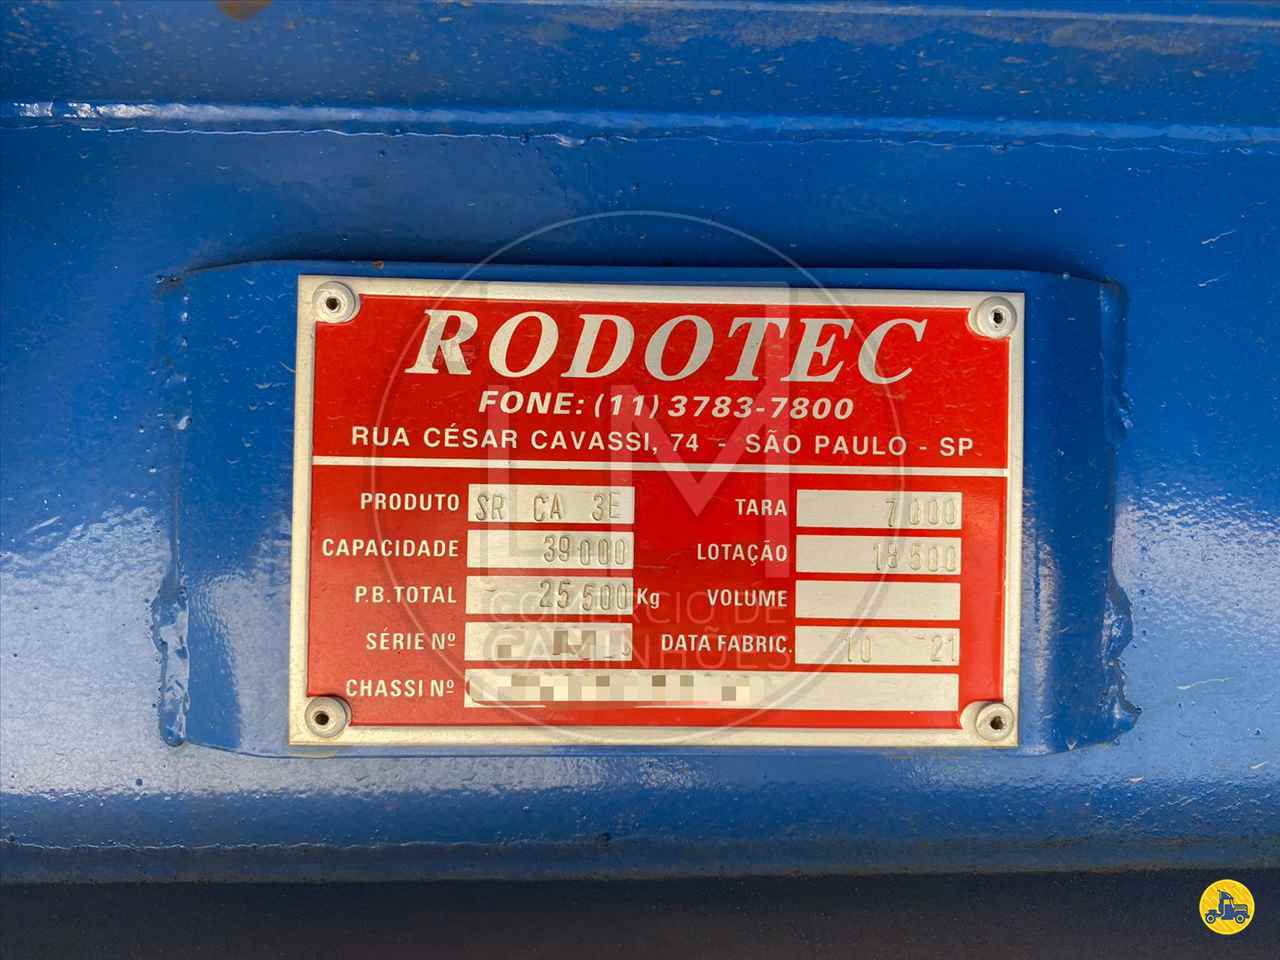 RODOTEC
FONE: (11) 3783-7800
RUA CÉSAR CAVASSI, 74 - SÃO PAULO - SP
PRODUTO SR CA 3E TARA 7000
CAPACIDADE 39000 LOTAÇÃO 18500
P.B.TOTAL 25500 Kg VOLUME
SÉRIE Nº DATA FABRIC. 10 21
CHASSI Nº
LM
COMÉRCIO DE
CAMINHÕES